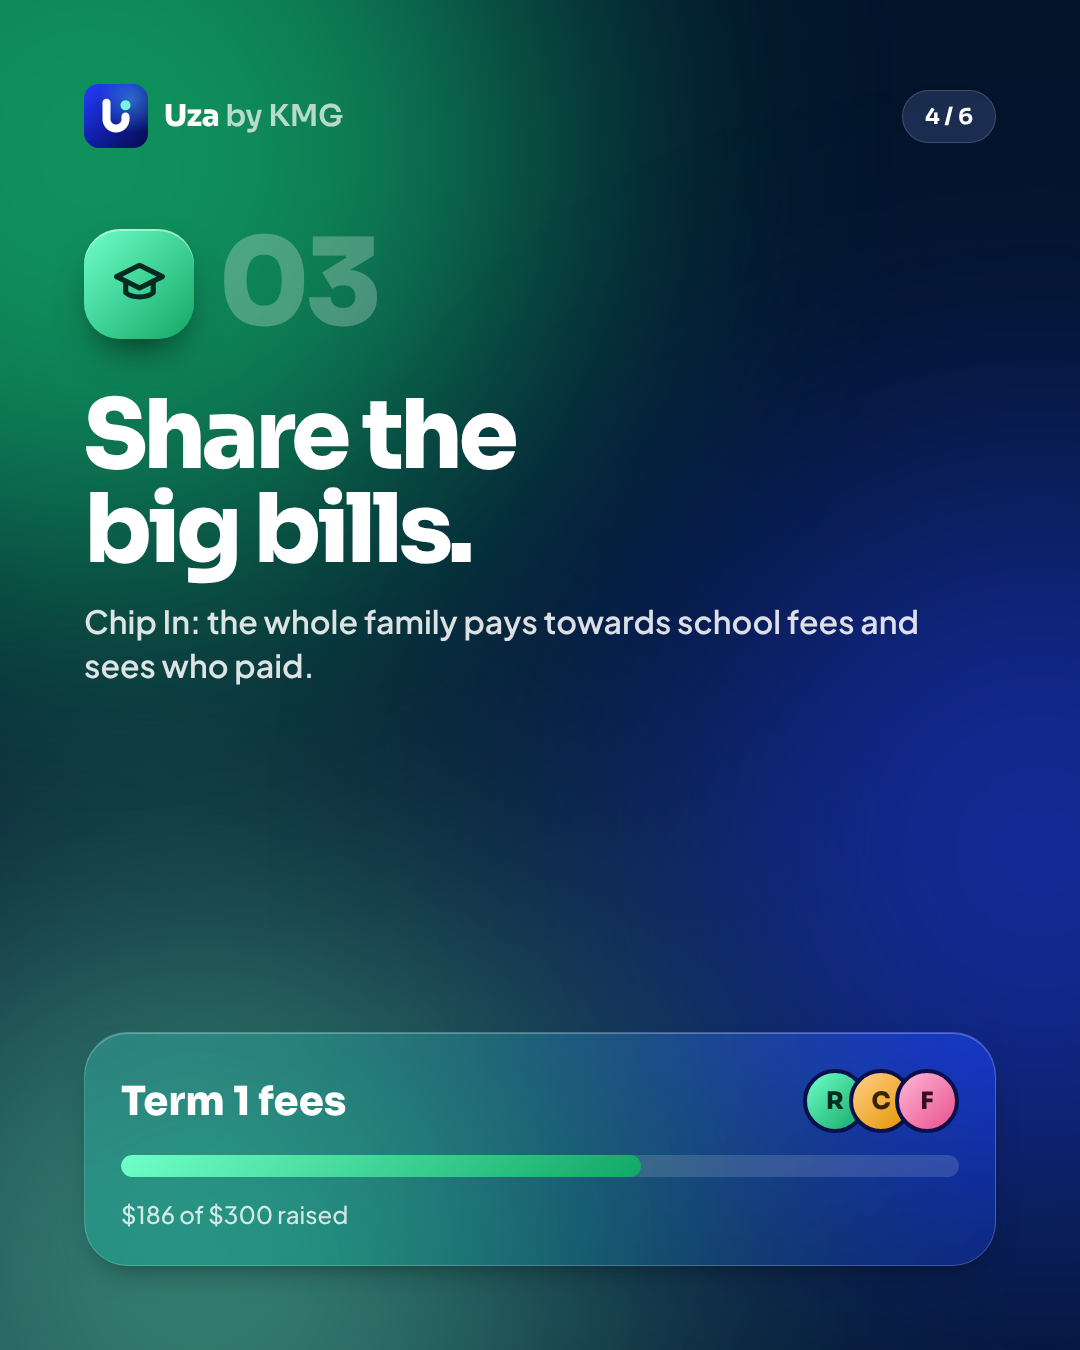 Uza by KMG
4 / 6
03
Share the
big bills.
Chip In: the whole family pays towards school fees and
sees who paid.
Term 1 fees
R C F
$186 of $300 raised